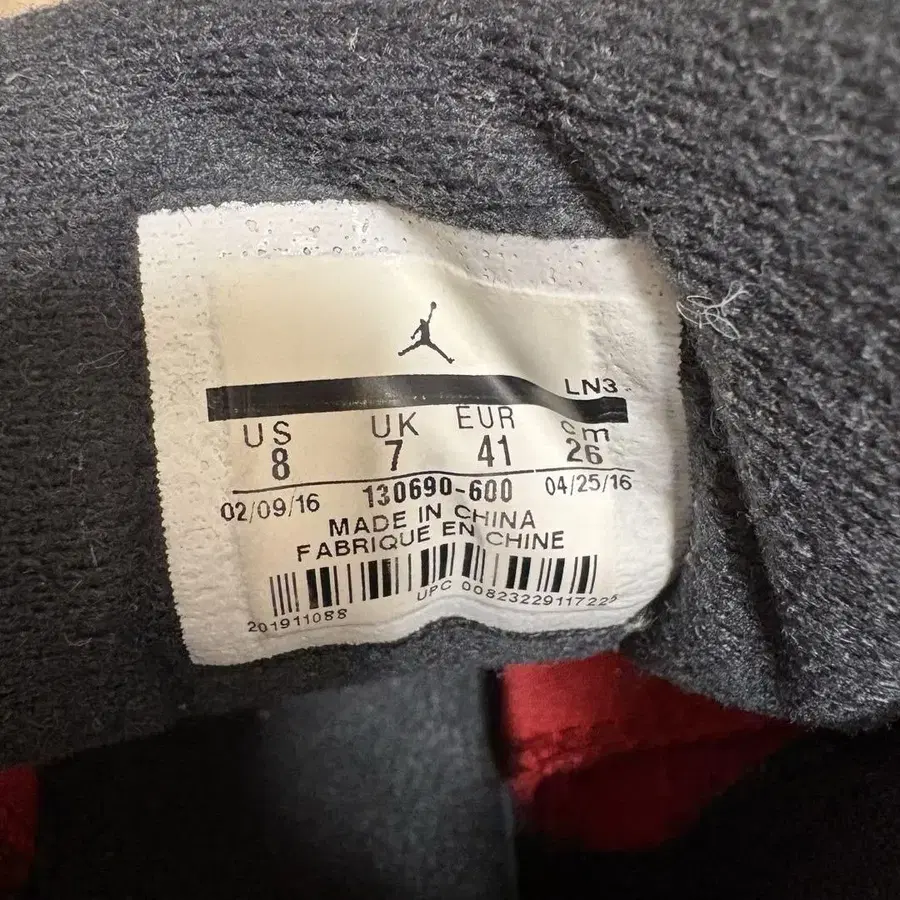 LN3
US UK EUR cm
8 7 41 26
02/09/16 130690-600 04/25/16
MADE IN CHINA
FABRIQUE EN CHINE
UPC 00823229117225
201911088